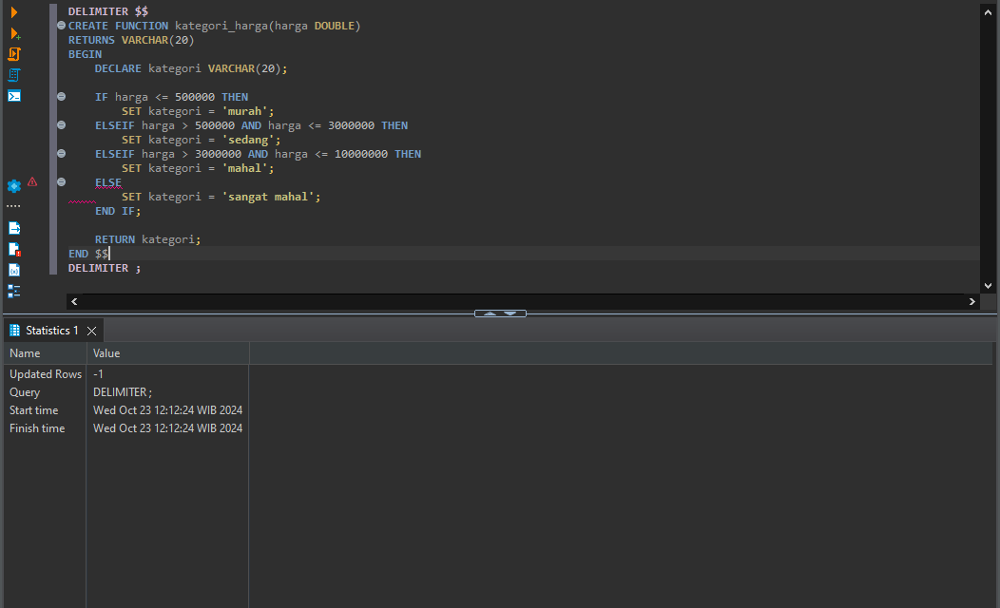 DELIMITER $$
CREATE FUNCTION kategori_harga(harga DOUBLE)
RETURNS VARCHAR(20)
BEGIN
    DECLARE kategori VARCHAR(20);

    IF harga <= 500000 THEN
        SET kategori = 'murah';
    ELSEIF harga > 500000 AND harga <= 3000000 THEN
        SET kategori = 'sedang';
    ELSEIF harga > 3000000 AND harga <= 10000000 THEN
        SET kategori = 'mahal';
    ELSE
        SET kategori = 'sangat mahal';
    END IF;

    RETURN kategori;
END $$
DELIMITER ;
Statistics 1
Name Value
Updated Rows -1
Query DELIMITER ;
Start time Wed Oct 23 12:12:24 WIB 2024
Finish time Wed Oct 23 12:12:24 WIB 2024